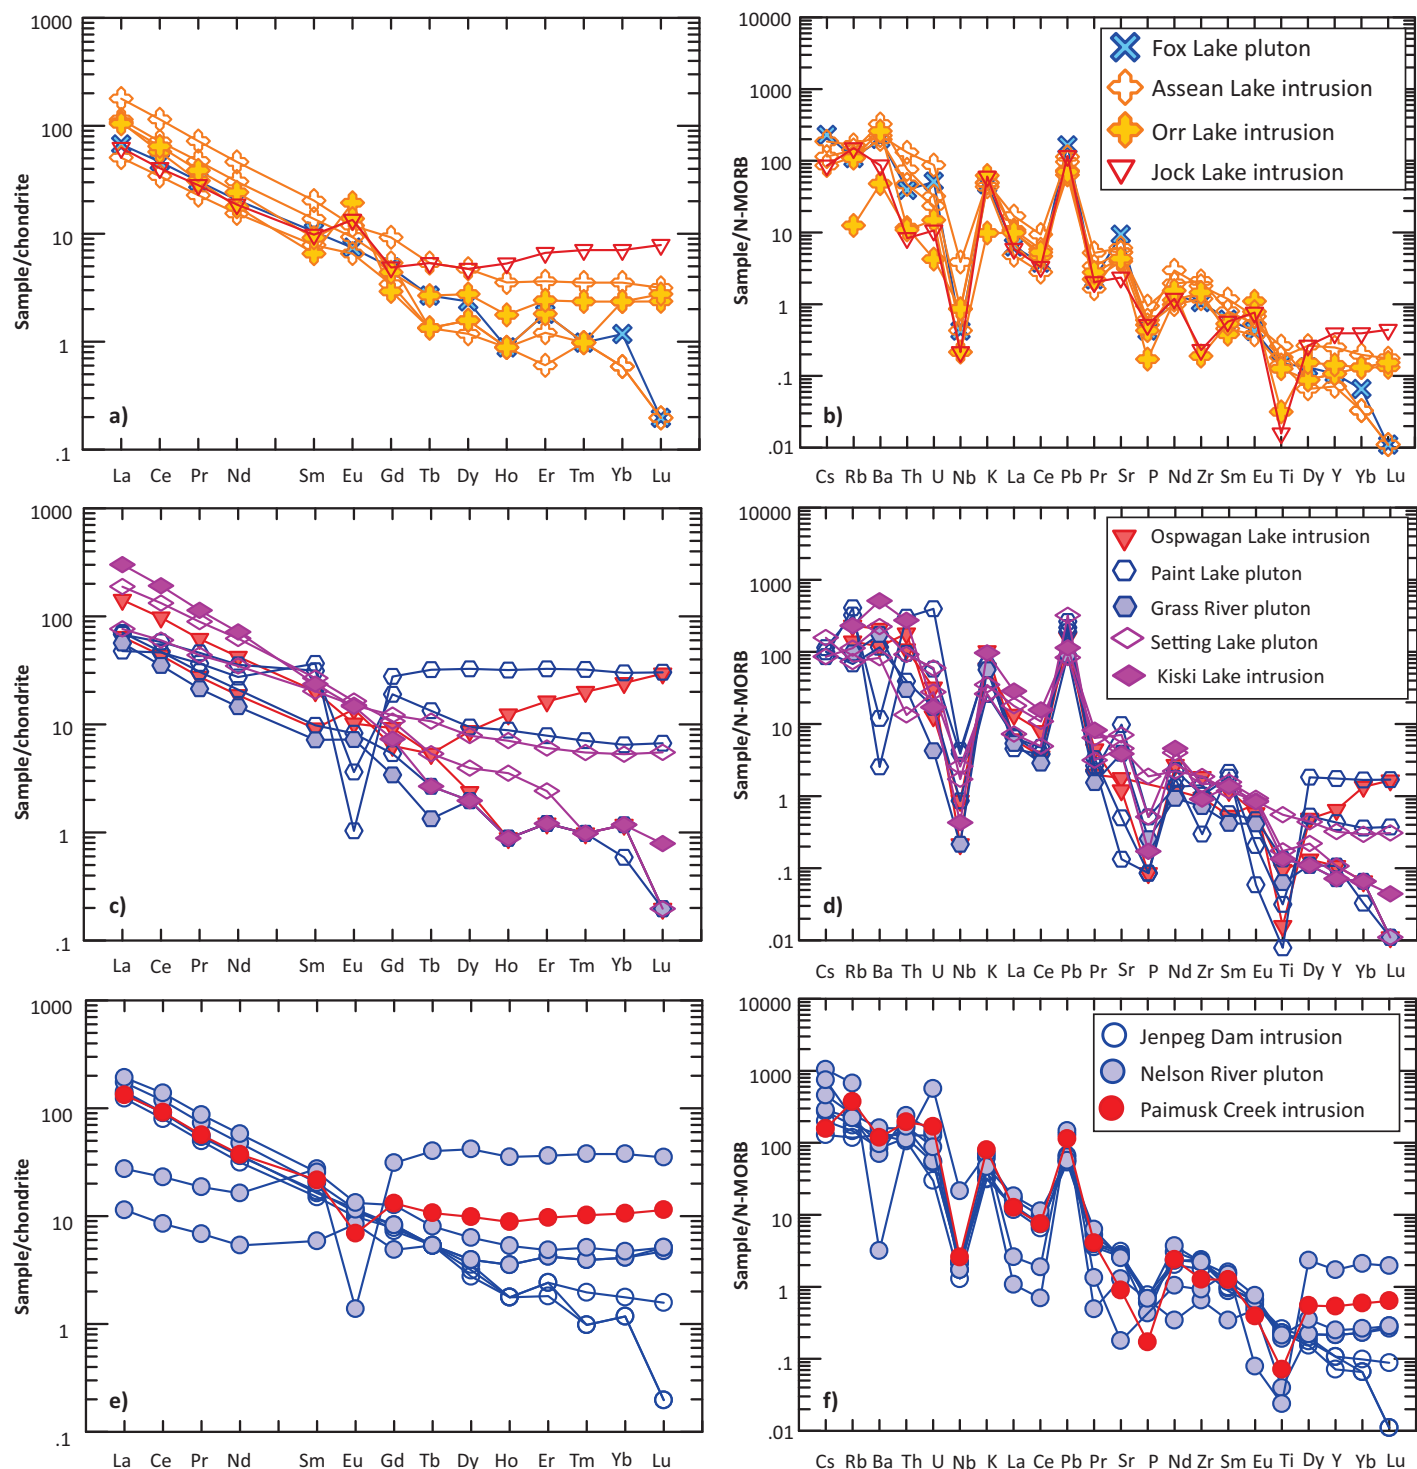 Sample/chondrite
1000
100
10
1
.1
a)
La Ce Pr Nd Sm Eu Gd Tb Dy Ho Er Tm Yb Lu
Sample/N-MORB
10000
1000
100
10
1
0.1
.01
b)
Fox Lake pluton
Assean Lake intrusion
Orr Lake intrusion
Jock Lake intrusion
Cs Rb Ba Th U Nb K La Ce Pb Pr Sr P Nd Zr Sm Eu Ti Dy Y Yb Lu
Sample/chondrite
1000
100
10
1
.1
c)
La Ce Pr Nd Sm Eu Gd Tb Dy Ho Er Tm Yb Lu
Sample/N-MORB
10000
1000
100
10
1
0.1
.01
d)
Ospwagan Lake intrusion
Paint Lake pluton
Grass River pluton
Setting Lake pluton
Kiski Lake intrusion
Cs Rb Ba Th U Nb K La Ce Pb Pr Sr P Nd Zr Sm Eu Ti Dy Y Yb Lu
Sample/chondrite
1000
100
10
1
.1
e)
La Ce Pr Nd Sm Eu Gd Tb Dy Ho Er Tm Yb Lu
Sample/N-MORB
10000
1000
100
10
1
0.1
.01
f)
Jenpeg Dam intrusion
Nelson River pluton
Paimusk Creek intrusion
Cs Rb Ba Th U Nb K La Ce Pb Pr Sr P Nd Zr Sm Eu Ti Dy Y Yb Lu